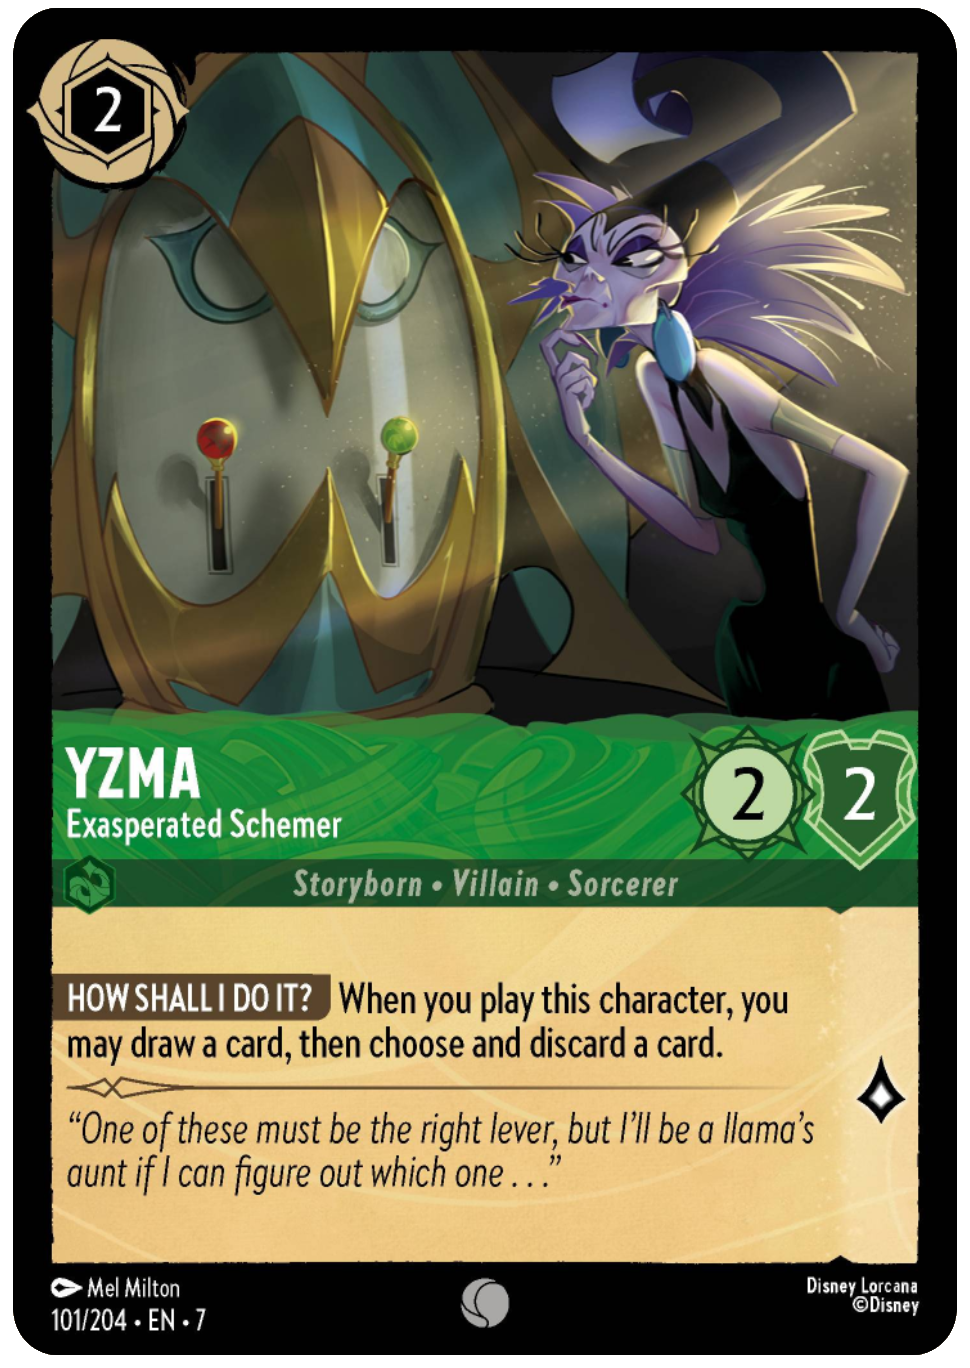 2
YZMA
Exasperated Schemer
2
2
Storyborn • Villain • Sorcerer
HOW SHALL I DO IT? When you play this character, you
may draw a card, then choose and discard a card.
“One of these must be the right lever, but I’ll be a llama’s
aunt if I can figure out which one . . .”
Mel Milton
101/204 • EN • 7
Disney Lorcana
©Disney